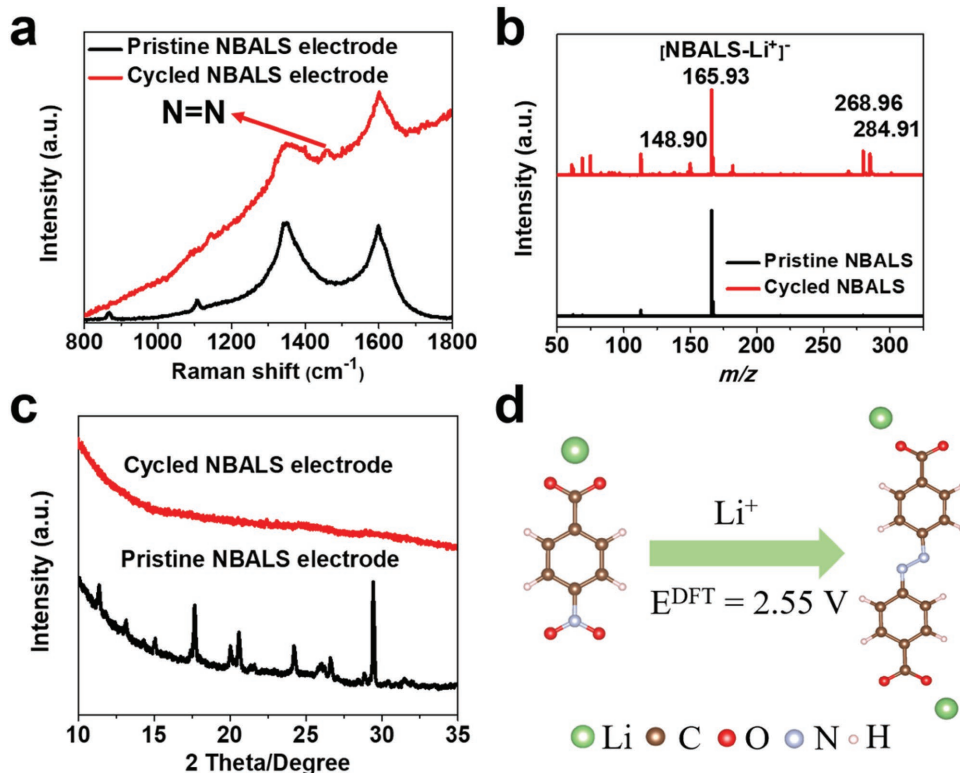 a
Pristine NBALS electrode
Cycled NBALS electrode
N=N
Intensity (a.u.)
800 1000 1200 1400 1600 1800
Raman shift (cm⁻¹)
b
[NBALS-Li⁺]⁻
165.93
148.90
268.96
284.91
Pristine NBALS
Cycled NBALS
Intensity (a.u.)
50 100 150 200 250 300
m/z
c
Cycled NBALS electrode
Pristine NBALS electrode
Intensity (a.u.)
10 15 20 25 30 35
2 Theta/Degree
d
Li⁺
Eᴰᶠᵀ = 2.55 V
Li C O N H